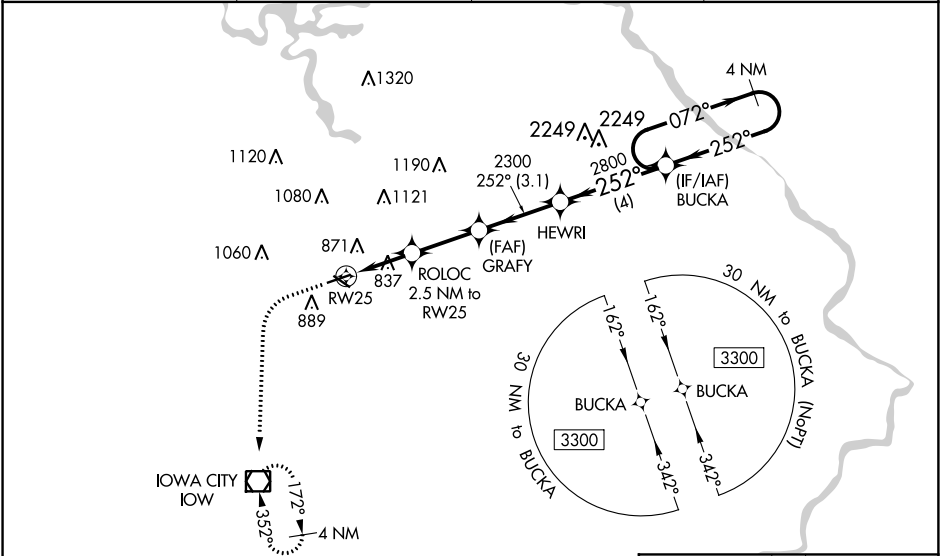 1320
4 NM
2249
2249
072°
252°
1120
1190
2300
252° (3.1)
2800
252°
(4)
(IF/IAF)
BUCKA
1080
1121
HEWRI
(FAF)
GRAFY
1060
871
837
ROLOC
2.5 NM to
RW25
RW25
889
30 NM to BUCKA
162°
BUCKA
3300
342°
30 NM to BUCKA (NoPT)
162°
3300
BUCKA
342°
IOWA CITY
IOW
172°
352°
4 NM